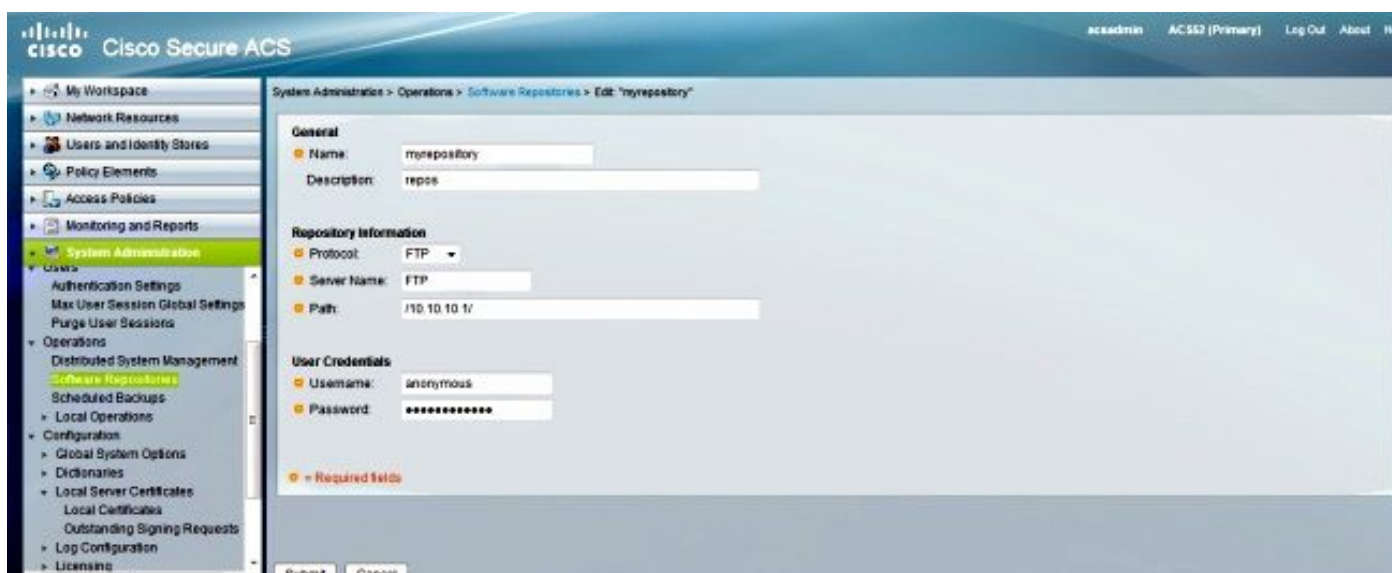 CISCO Cisco Secure ACS
acsadmin ACS52 (Primary) Log Out About
My Workspace
Network Resources
Users and Identity Stores
Policy Elements
Access Policies
Monitoring and Reports
System Administration
Users
Authentication Settings
Max User Session Global Settings
Purge User Sessions
Operations
Distributed System Management
Software Repositories
Scheduled Backups
Local Operations
Configuration
Global System Options
Dictionaries
Local Server Certificates
Local Certificates
Outstanding Signing Requests
Log Configuration
Licensing
System Administration > Operations > Software Repositories > Edit: "myrepository"
General
Name: myrepository
Description: repos
Repository Information
Protocol: FTP
Server Name: FTP
Path: /10.10.10.1/
User Credentials
Username: anonymous
Password: ●●●●●●●●●●●●
= Required fields
Submit Cancel